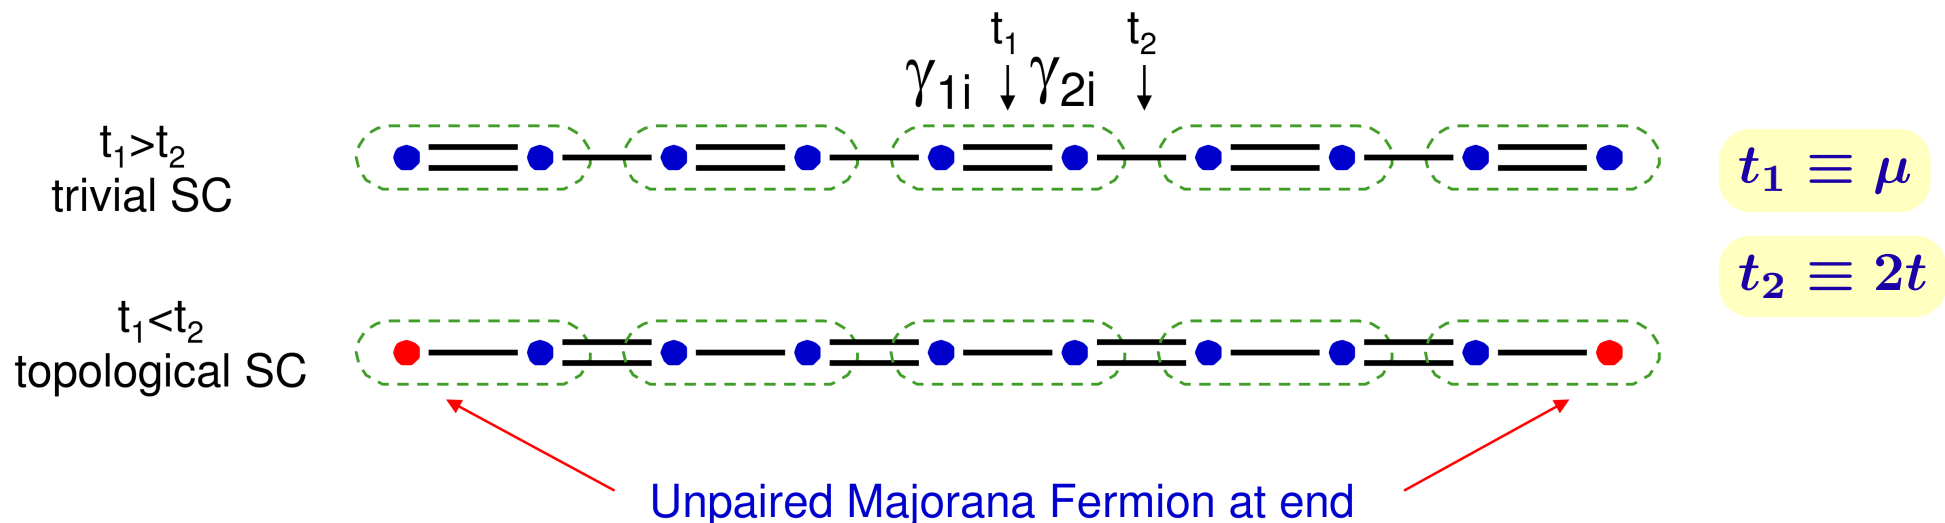 t₁ t₂
γ₁ᵢ γ₂ᵢ
t₁>t₂
trivial SC
t₁ ≡ μ
t₂ ≡ 2t
t₁<t₂
topological SC
Unpaired Majorana Fermion at end